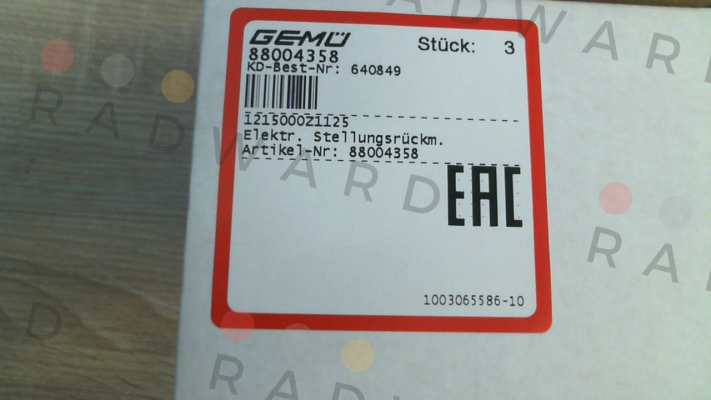 GEMÜ Stück: 3
88004358
KD-Best-Nr: 640849
1215000Z1125
Elektr. Stellungsrückm.
Artikel-Nr: 88004358
EAC
1003065586-10
RADWARD
RADWARD
RA
D
RADWARD